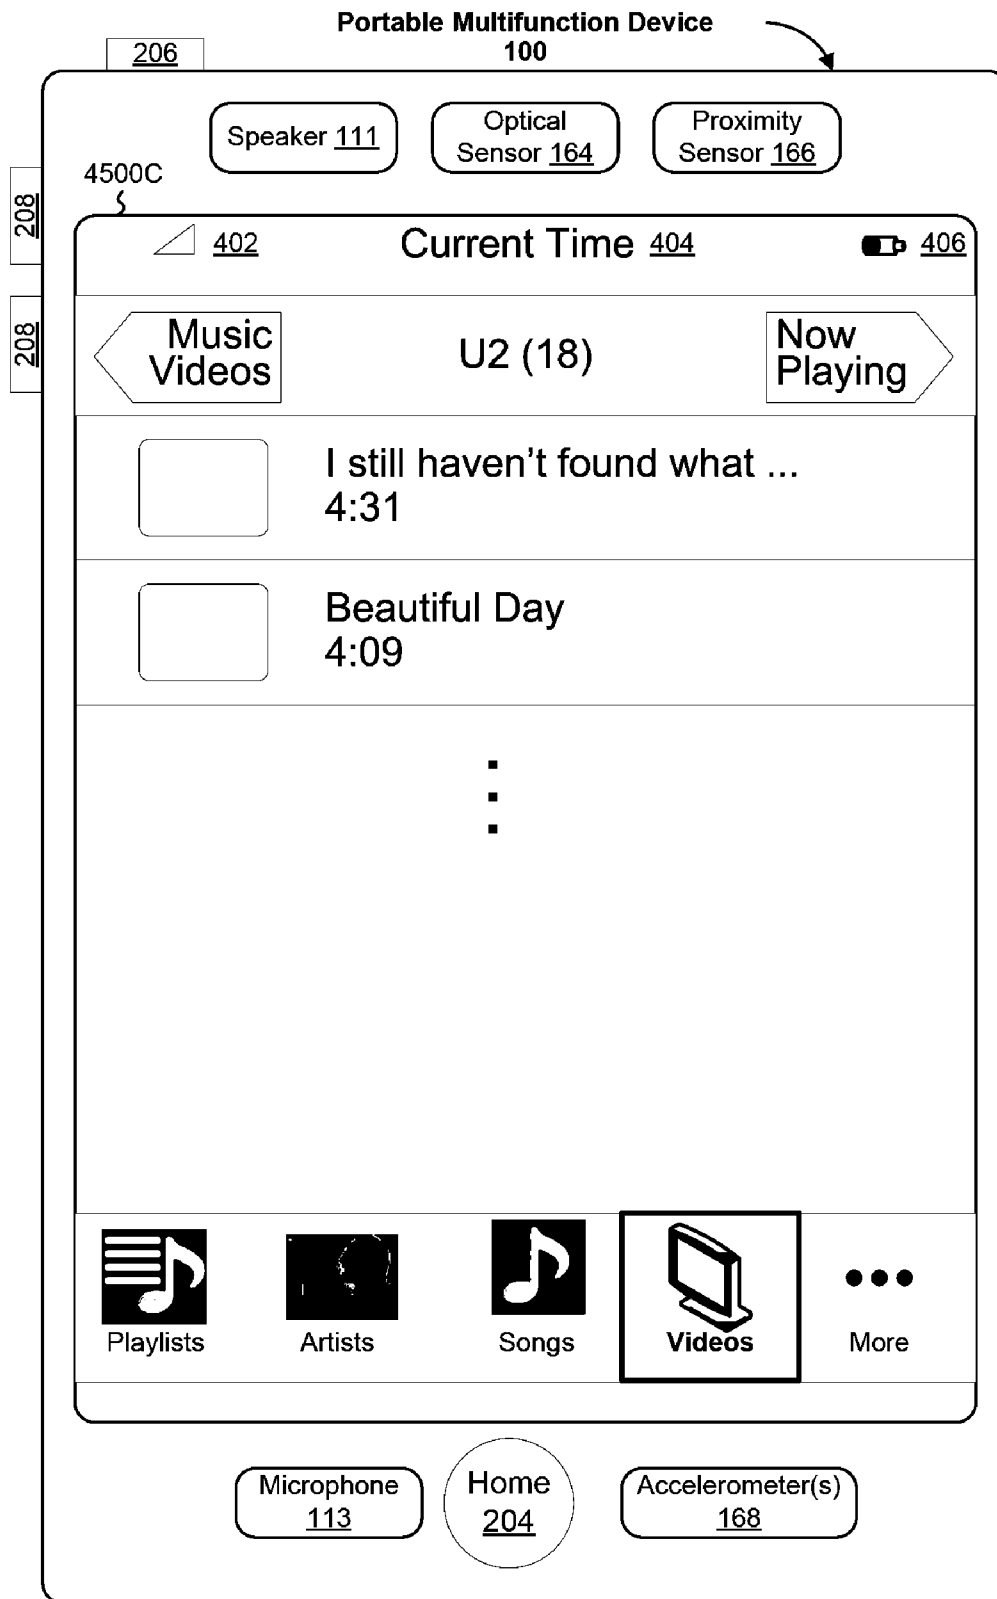 Portable Multifunction Device
100
206
Speaker 111
Optical
Sensor 164
Proximity
Sensor 166
4500C
208
208
402
Current Time 404
406
Music
Videos
U2 (18)
Now
Playing
I still haven't found what ...
4:31
Beautiful Day
4:09
Playlists
Artists
Songs
Videos
More
Microphone
113
Home
204
Accelerometer(s)
168